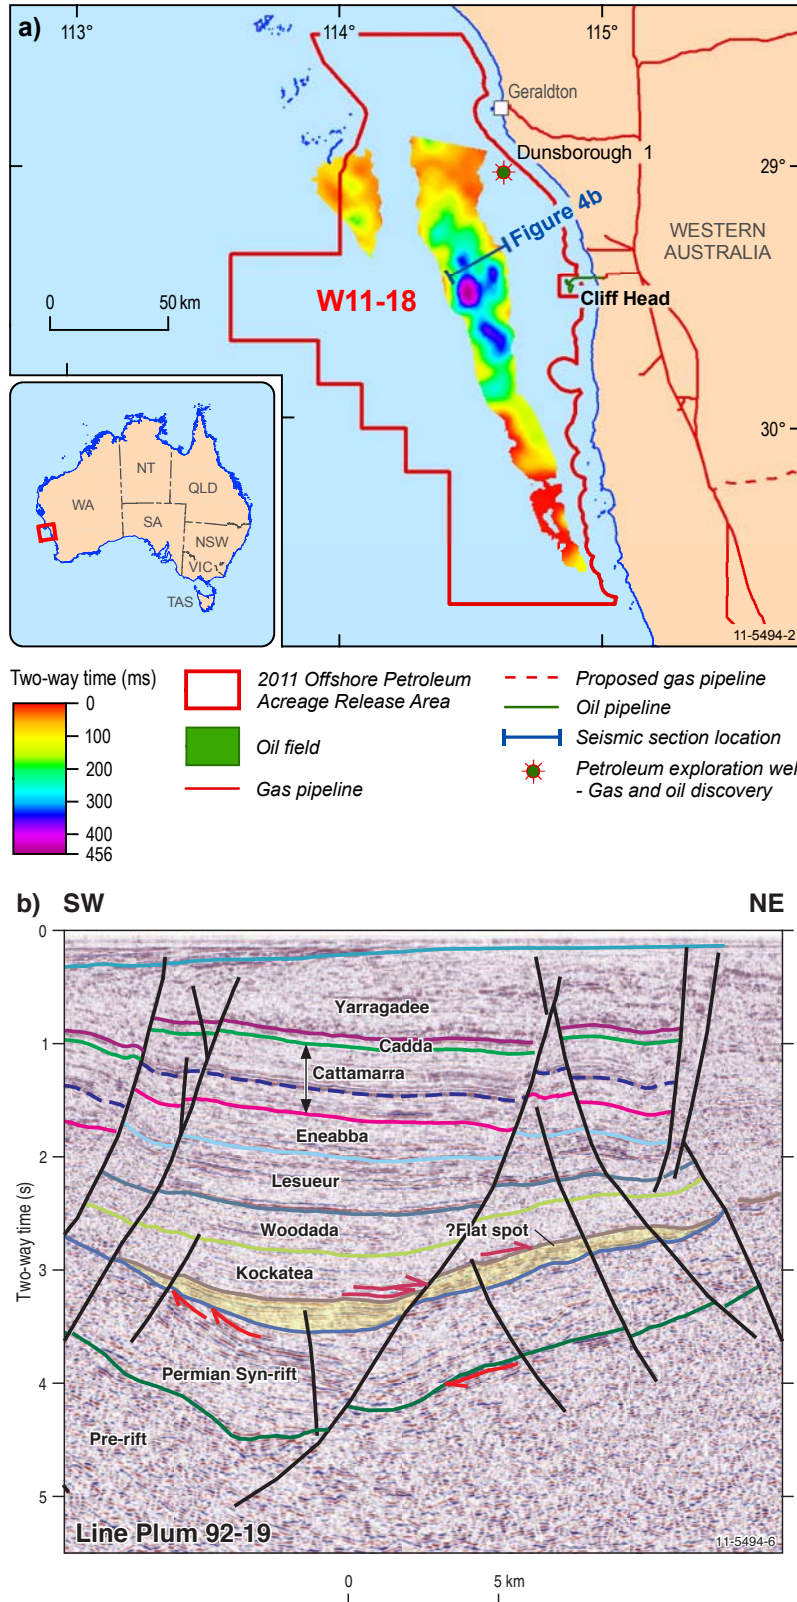 a)
113°
114°
115°
Geraldton
Dunsborough 1
29°
Figure 4b
WESTERN
AUSTRALIA
0
50 km
W11-18
Cliff Head
30°
NT
WA
QLD
SA
NSW
VIC
TAS
11-5494-2
Two-way time (ms)
0
100
200
300
400
456
2011 Offshore Petroleum
Acreage Release Area
Oil field
Gas pipeline
Proposed gas pipeline
Oil pipeline
Seismic section location
Petroleum exploration wel
- Gas and oil discovery
b) SW
NE
0
1
2
3
4
5
Two-way time (s)
Yarragadee
Cadda
Cattamarra
Eneabba
Lesueur
Woodada
?Flat spot
Kockatea
Permian Syn-rift
Pre-rift
Line Plum 92-19
11-5494-6
0
5 km